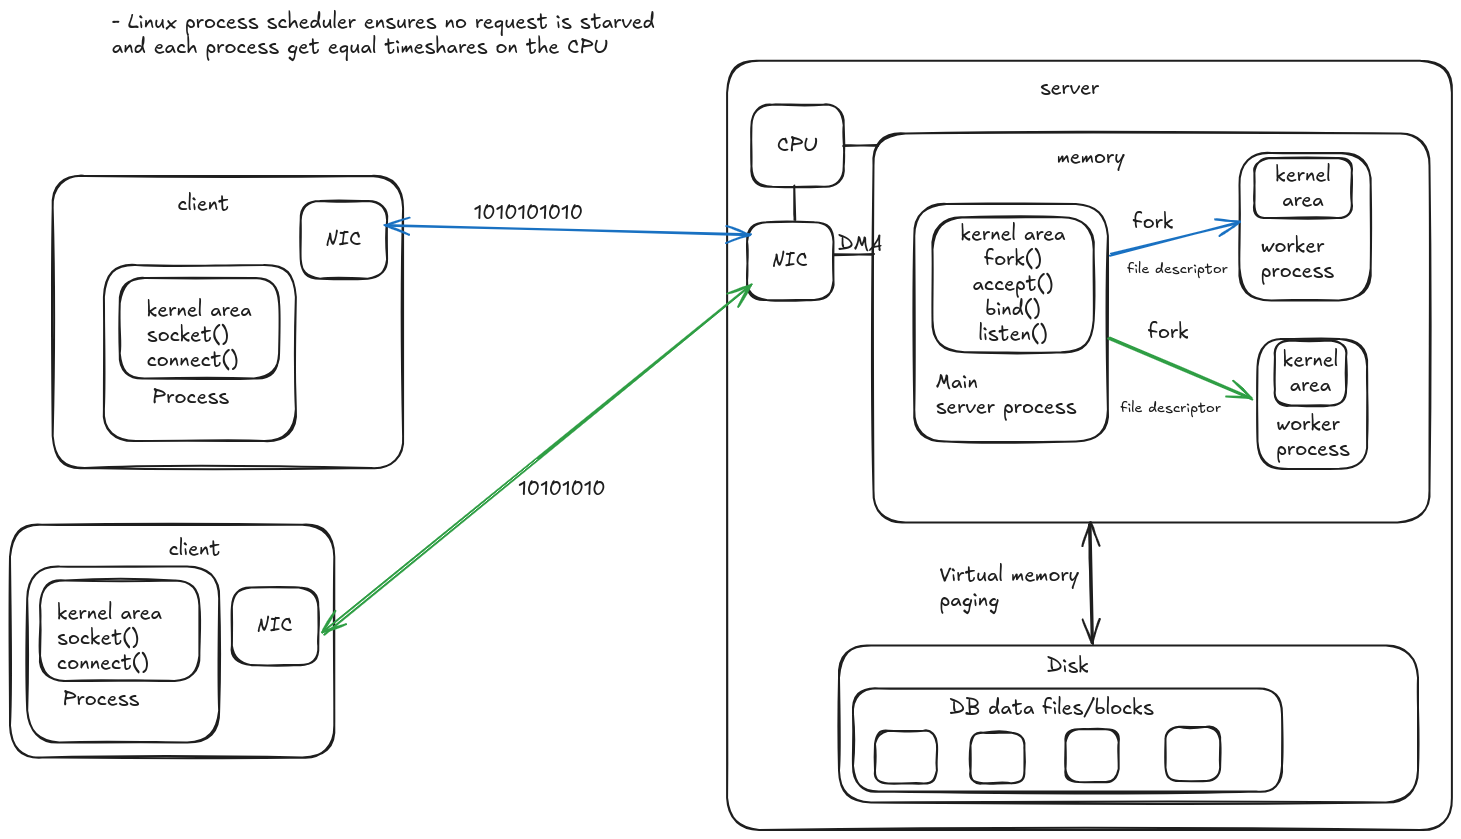 - Linux process scheduler ensures no request is starved
and each process get equal timeshares on the CPU
server
CPU
memory
NIC
DMA
kernel area
fork()
accept()
bind()
listen()
Main
server process
fork
file descriptor
kernel
area
worker
process
fork
file descriptor
kernel
area
worker
process
client
NIC
kernel area
socket()
connect()
Process
1010101010
10101010
client
kernel area
socket()
connect()
Process
NIC
Virtual memory
paging
Disk
DB data files/blocks